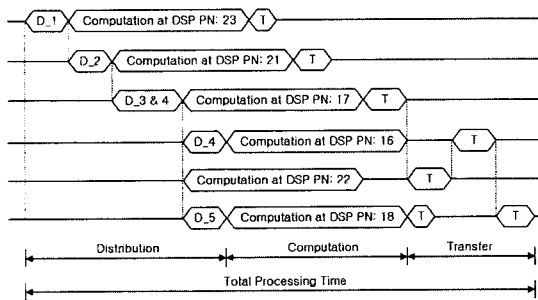 D_1 Computation at DSP PN: 23 T
D_2 Computation at DSP PN: 21 T
D_3 & 4 Computation at DSP PN: 17 T
D_4 Computation at DSP PN: 16 T
Computation at DSP PN: 22 T
D_5 Computation at DSP PN: 18 T T
Distribution Computation Transfer
Total Processing Time